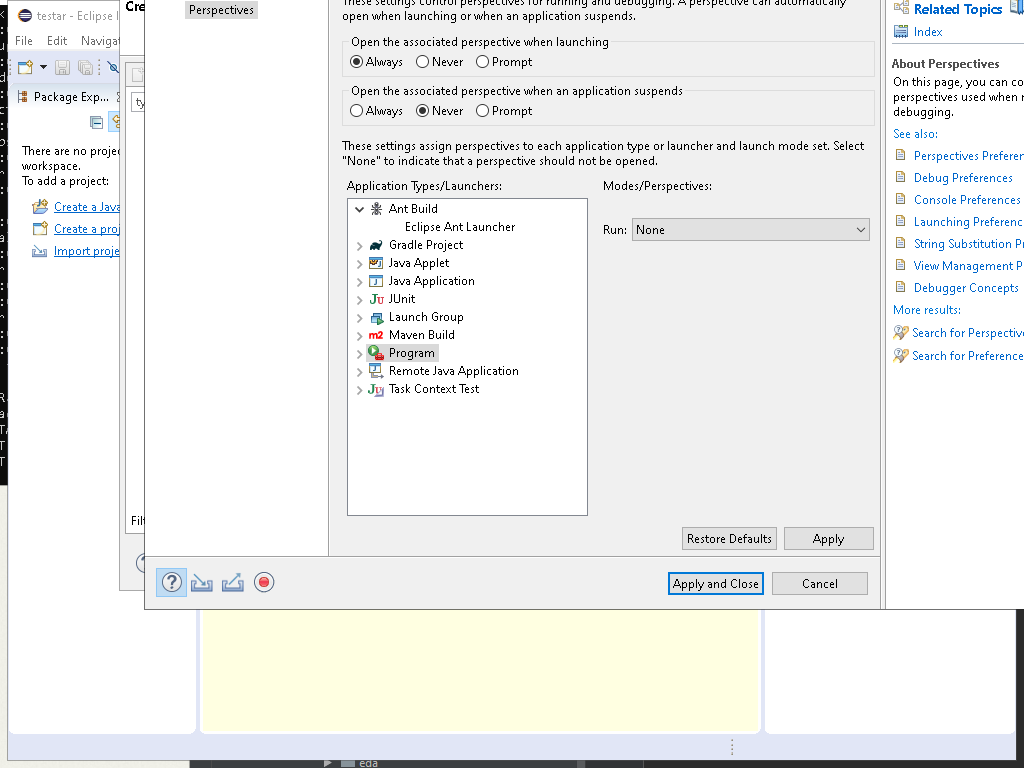 testar - Eclipse I
Cre
File Edit Navigat
Package Exp...
ty
There are no proje
workspace.
To add a project:
Create a Java
Create a proj
Import proje
Filt
Perspectives
These settings control perspectives for running and debugging. A perspective can automatically
open when launching or when an application suspends.
Open the associated perspective when launching
Always Never Prompt
Open the associated perspective when an application suspends
Always Never Prompt
These settings assign perspectives to each application type or launcher and launch mode set. Select
"None" to indicate that a perspective should not be opened.
Application Types/Launchers:
Modes/Perspectives:
Ant Build
Eclipse Ant Launcher
Gradle Project
Java Applet
Java Application
JUnit
Launch Group
m2 Maven Build
Program
Remote Java Application
Task Context Test
Run: None
Restore Defaults Apply
Apply and Close Cancel
Related Topics
Index
About Perspectives
On this page, you can co
perspectives used when r
debugging.
See also:
Perspectives Preferen
Debug Preferences
Console Preferences
Launching Preferenc
String Substitution Pr
View Management P
Debugger Concepts
More results:
Search for Perspective
Search for Preference
eda